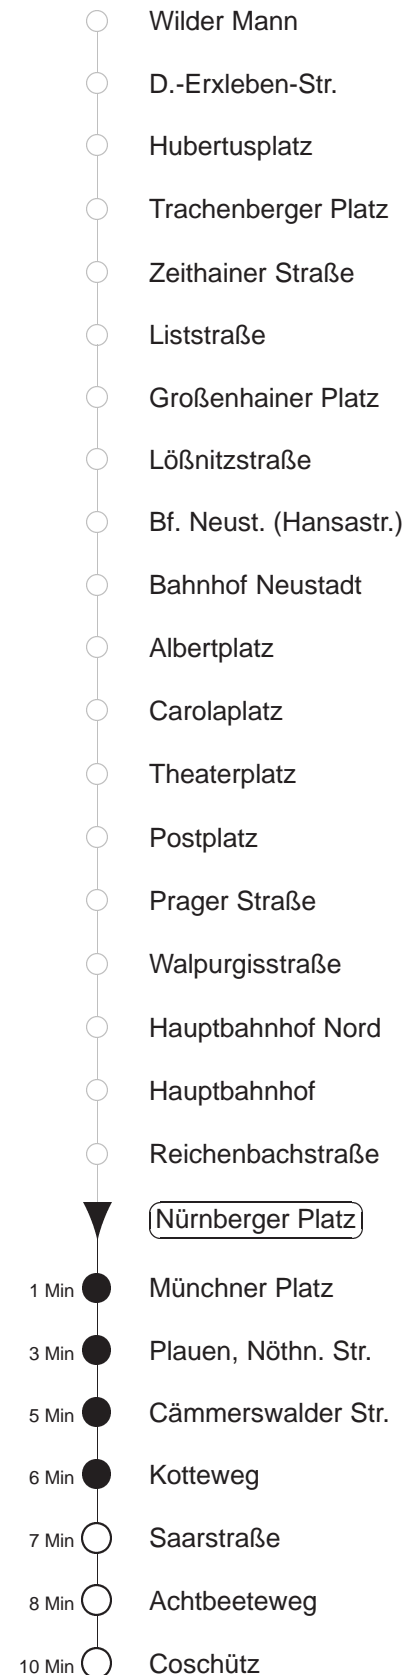 Wilder Mann
D.-Erxleben-Str.
Hubertusplatz
Trachenberger Platz
Zeithainer Straße
Liststraße
Großenhainer Platz
Lößnitzstraße
Bf. Neust. (Hansastr.)
Bahnhof Neustadt
Albertplatz
Carolaplatz
Theaterplatz
Postplatz
Prager Straße
Walpurgisstraße
Hauptbahnhof Nord
Hauptbahnhof
Reichenbachstraße
Nürnberger Platz
1 Min Münchner Platz
3 Min Plauen, Nöthn. Str.
5 Min Cämmerswalder Str.
6 Min Kotteweg
7 Min Saarstraße
8 Min Achtbeeteweg
10 Min Coschütz